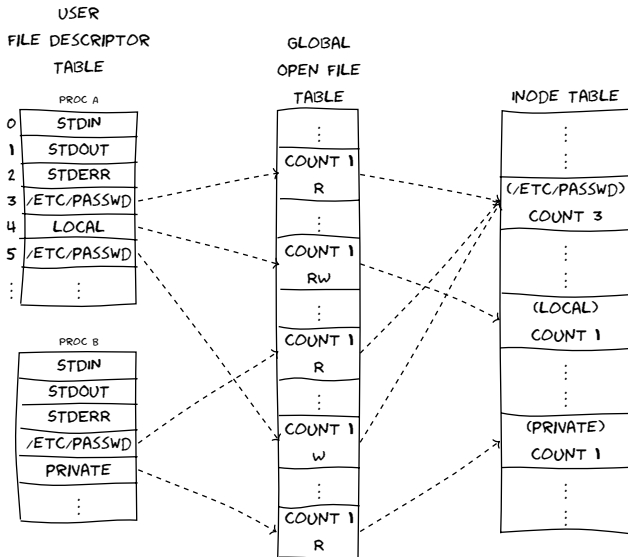 USER
FILE DESCRIPTOR
TABLE
PROC A
0 STDIN
1 STDOUT
2 STDERR
3 /ETC/PASSWD
4 LOCAL
5 /ETC/PASSWD
⋮ ⋮
PROC B
STDIN
STDOUT
STDERR
/ETC/PASSWD
PRIVATE
⋮
GLOBAL
OPEN FILE
TABLE
⋮
COUNT 1
R
⋮
COUNT 1
RW
⋮
COUNT 1
R
⋮
COUNT 1
W
⋮
COUNT 1
R
INODE TABLE
⋮
(/ETC/PASSWD)
COUNT 3
⋮
(LOCAL)
COUNT 1
⋮
(PRIVATE)
COUNT 1
⋮